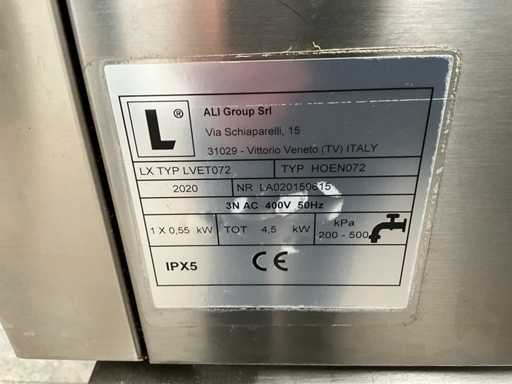 L ®
ALI Group Srl
Via Schiaparelli, 15
31029 - Vittorio Veneto (TV) ITALY
LX TYP LVET072 TYP HOEN072
2020 NR LA020159615
3N AC 400V 50Hz
1 X 0,55 kW TOT 4,5 kW kPa
200 - 500
IPX5 CE